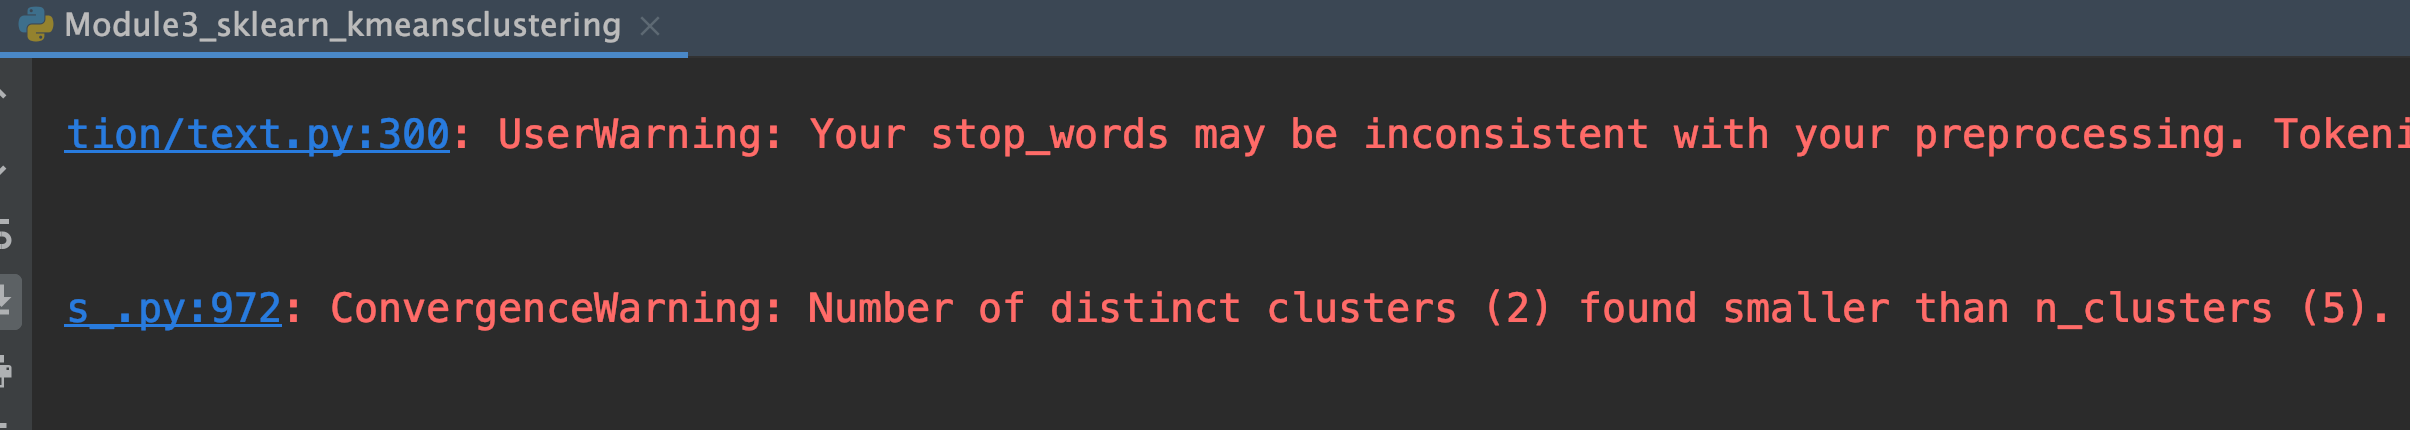 Module3_sklearn_kmeansclustering
tion/text.py:300: UserWarning: Your stop_words may be inconsistent with your preprocessing. Tokeni
s_.py:972: ConvergenceWarning: Number of distinct clusters (2) found smaller than n_clusters (5).